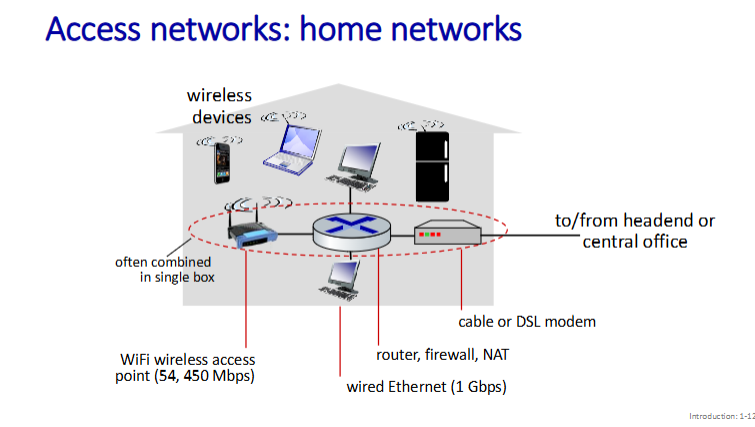 Access networks: home networks
wireless
devices
to/from headend or
central office
often combined
in single box
cable or DSL modem
WiFi wireless access
point (54, 450 Mbps)
router, firewall, NAT
wired Ethernet (1 Gbps)
Introduction: 1-12